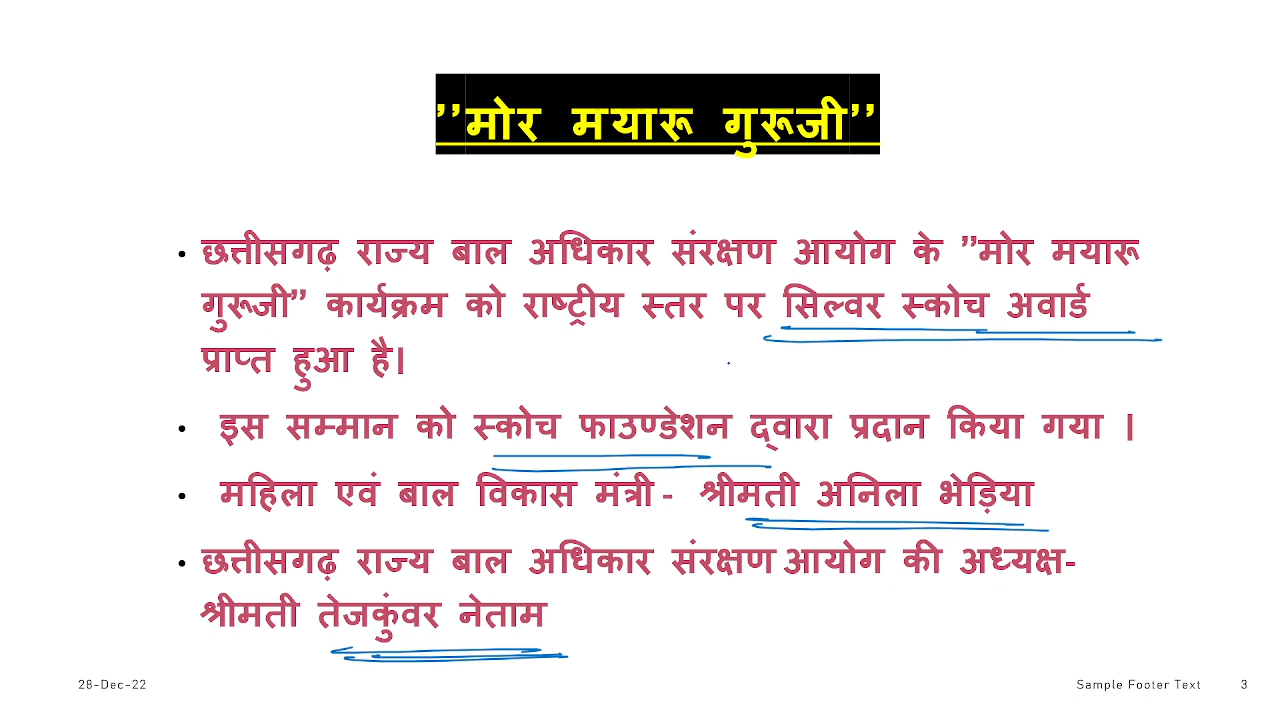 ’’मोर मयारू गुरूजी’’
• छत्तीसगढ़ राज्य बाल अधिकार संरक्षण आयोग के ’’मोर मयारू
गुरूजी’’ कार्यक्रम को राष्ट्रीय स्तर पर सिल्वर स्कोच अवार्ड
प्राप्त हुआ है।
• इस सम्मान को स्कोच फाउण्डेशन द्वारा प्रदान किया गया ।
• महिला एवं बाल विकास मंत्री - श्रीमती अनिला भेड़िया
• छत्तीसगढ़ राज्य बाल अधिकार संरक्षण आयोग की अध्यक्ष-
श्रीमती तेजकुंवर नेताम
28-Dec-22 Sample Footer Text 3